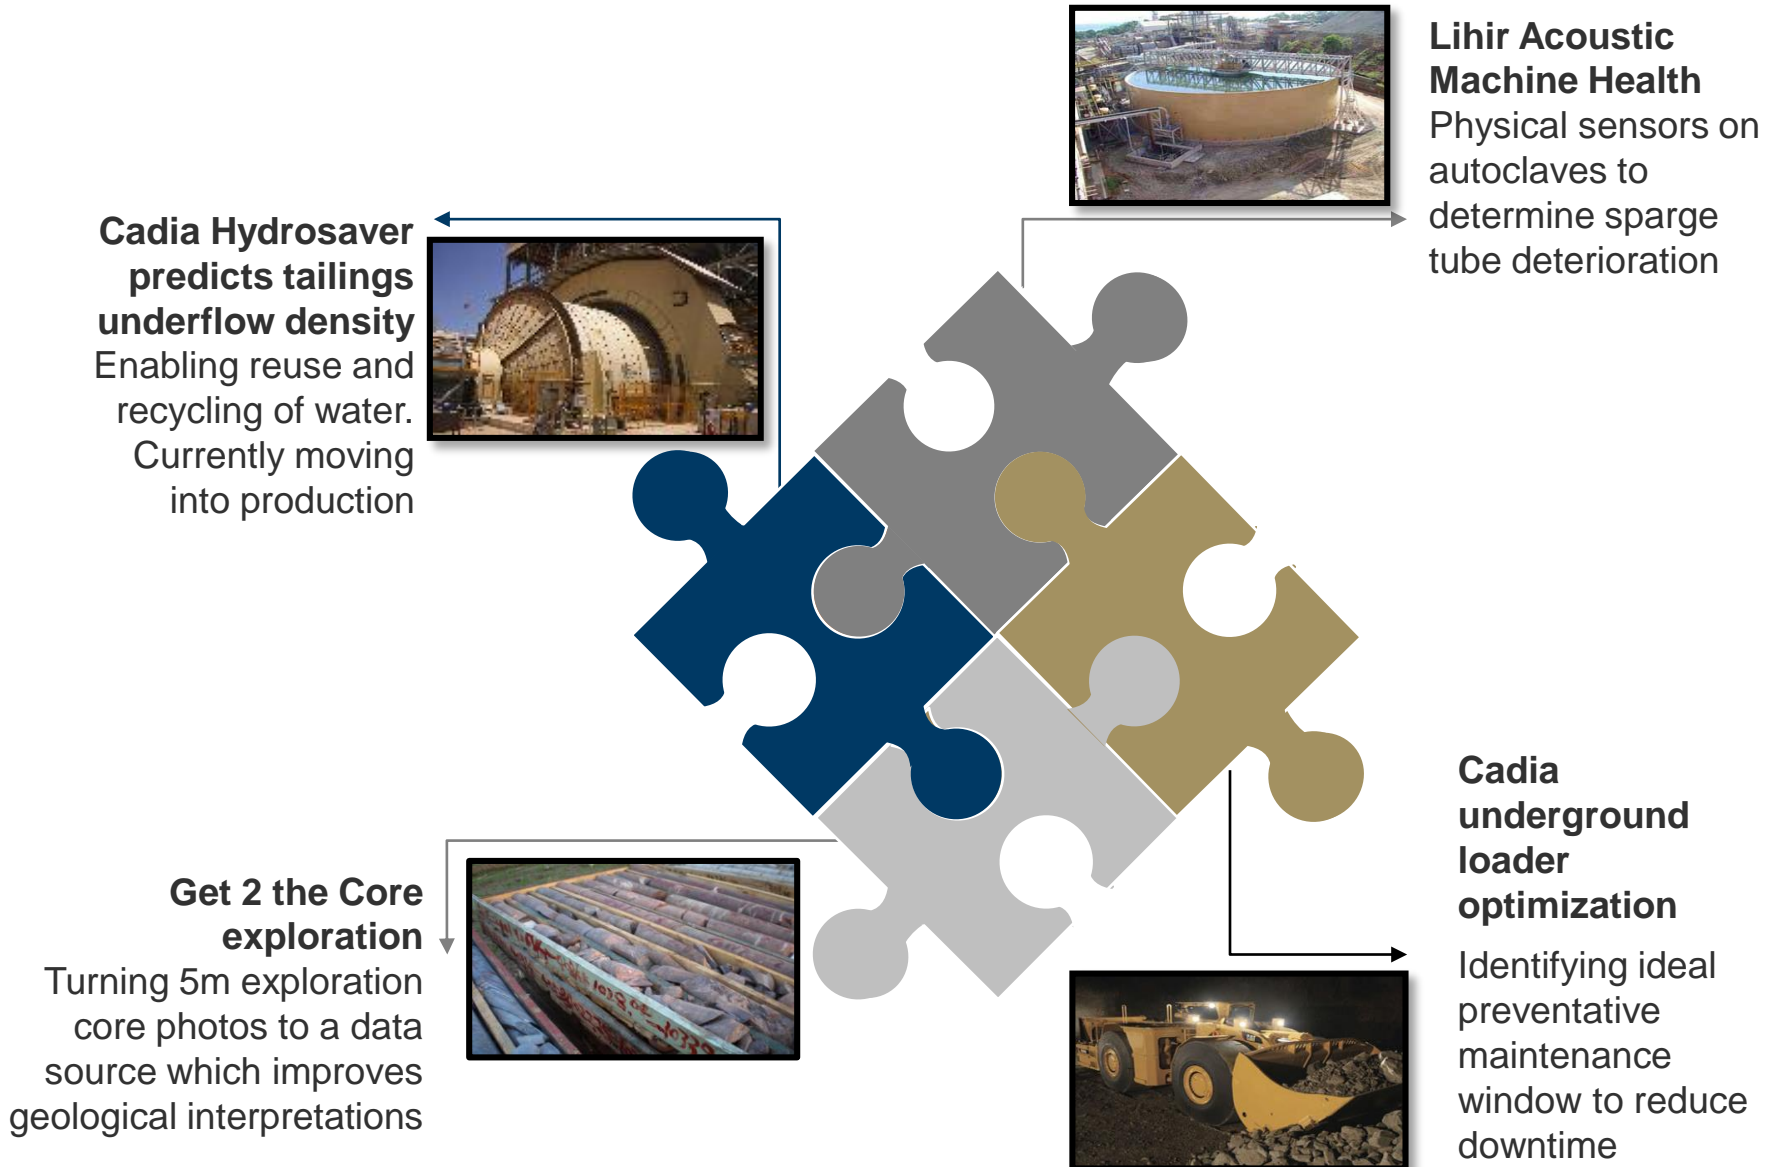 Lihir Acoustic
Machine Health
Physical sensors on
autoclaves to
determine sparge
tube deterioration
Cadia Hydrosaver
predicts tailings
underflow density
Enabling reuse and
recycling of water.
Currently moving
into production
Get 2 the Core
exploration
Turning 5m exploration
core photos to a data
source which improves
geological interpretations
Cadia
underground
loader
optimization
Identifying ideal
preventative
maintenance
window to reduce
downtime